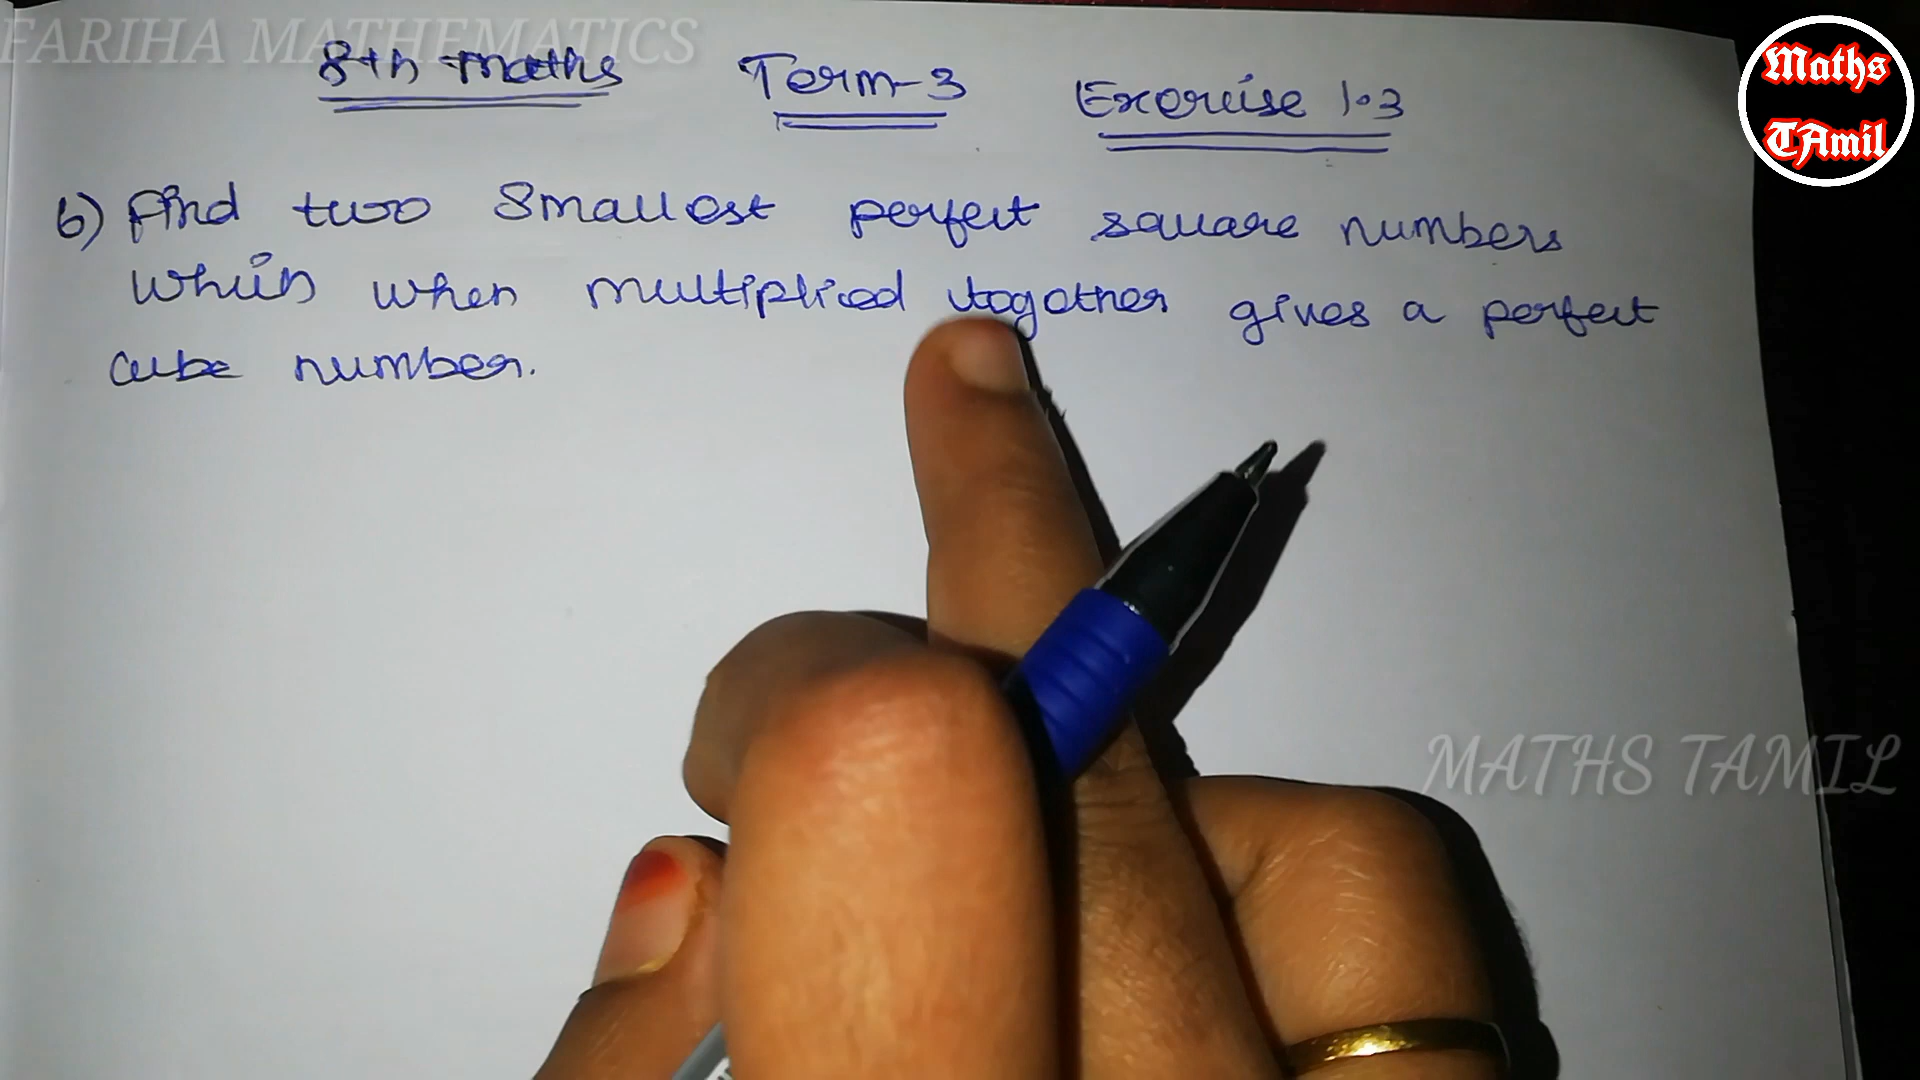 FARIHA MATHEMATICS
8th maths Term-3 Exercise 1.3
Maths
TAmil
6) Find two Smallest perfect square numbers
Which when multiplied together gives a perfect
cube number.
MATHS TAMIL